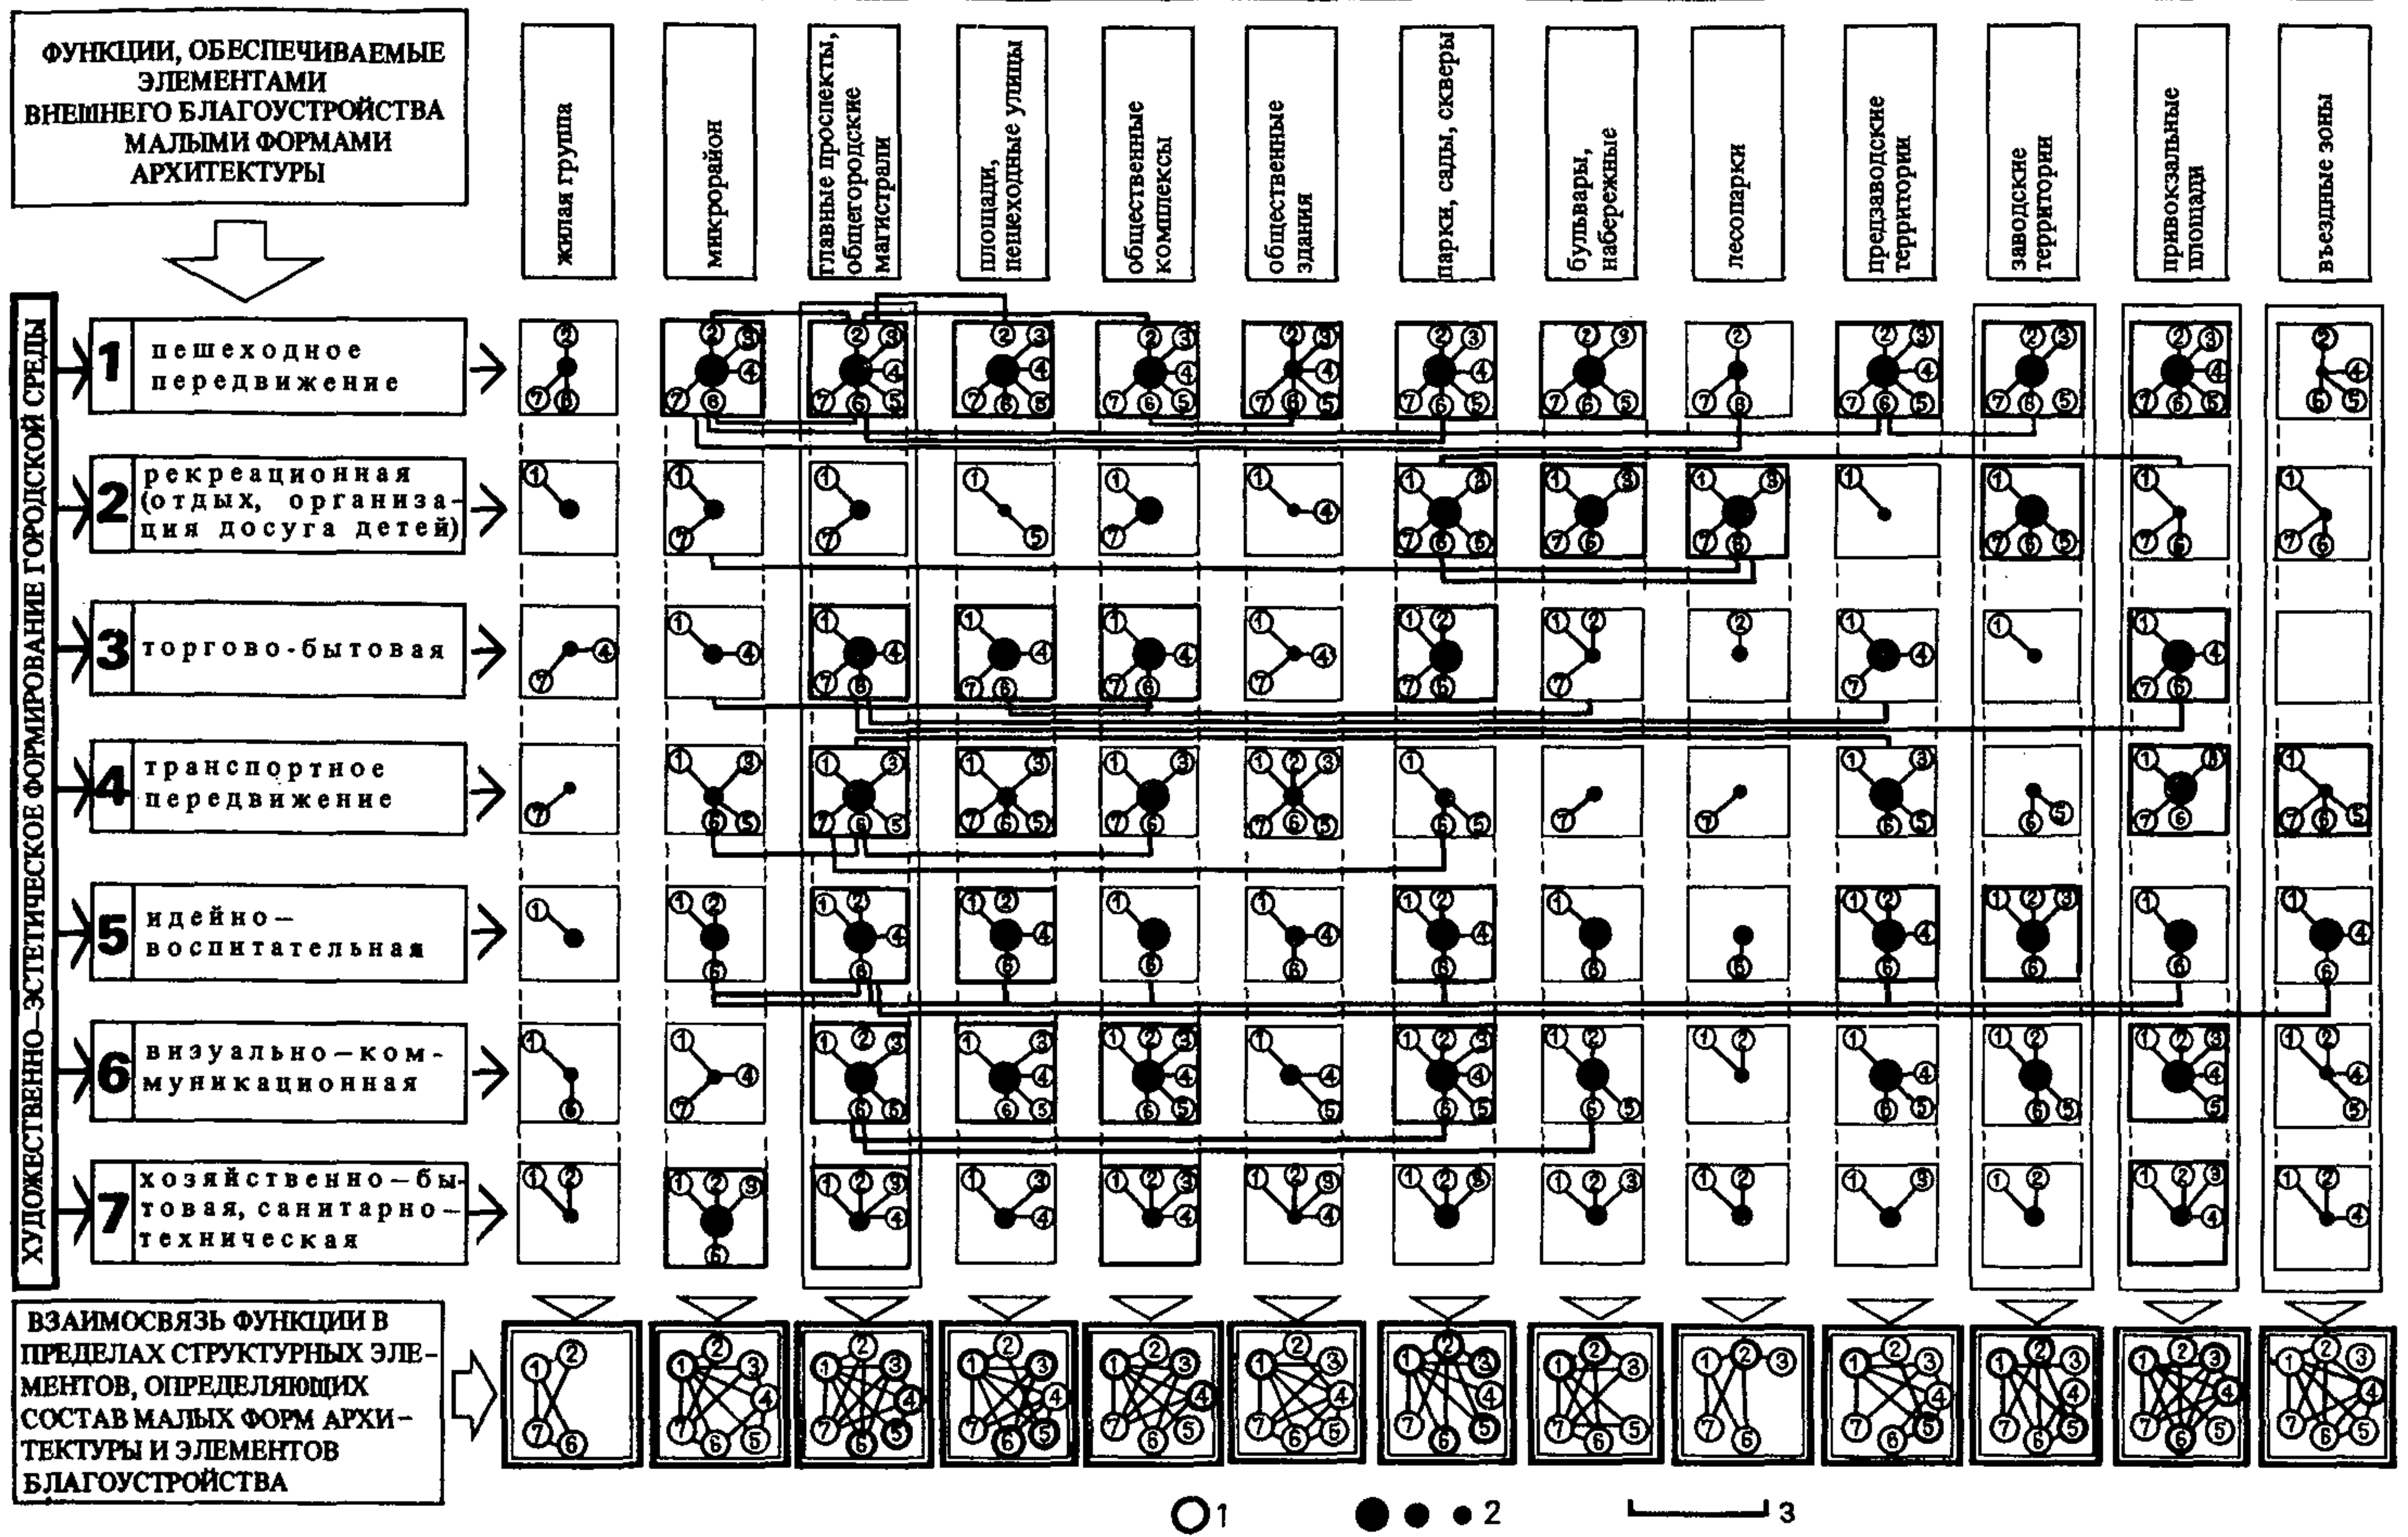 ФУНКЦИИ, ОБЕСПЕЧИВАЕМЫЕ
ЭЛЕМЕНТАМИ
ВНЕШНЕГО БЛАГОУСТРОЙСТВА
МАЛЫМИ ФОРМАМИ
АРХИТЕКТУРЫ
жилая группа
микрорайон
главные проспекты,
общегородские
магистрали
площади,
пешеходные улицы
общественные
комплексы
общественные
здания
парки, сады, скверы
бульвары,
набережные
лесопарки
предзаводские
территории
заводские
территории
привокзальные
площади
въездные зоны
ХУДОЖЕСТВЕННО—ЭСТЕТИЧЕСКОЕ ФОРМИРОВАНИЕ ГОРОДСКОЙ СРЕДЫ
1 пешеходное
передвижение
2 рекреационная
(отдых, организа-
ция досуга детей)
3 торгово-бытовая
4 транспортное
передвижение
5 идейно—
воспитательная
6 визуально—ком-
муникационная
7 хозяйственно—бы-
товая, санитарно—
техническая
ВЗАИМОСВЯЗЬ ФУНКЦИИ В
ПРЕДЕЛАХ СТРУКТУРНЫХ ЭЛЕ-
МЕНТОВ, ОПРЕДЕЛЯЮЩИХ
СОСТАВ МАЛЫХ ФОРМ АРХИ-
ТЕКТУРЫ И ЭЛЕМЕНТОВ
БЛАГОУСТРОЙСТВА
1 2 3